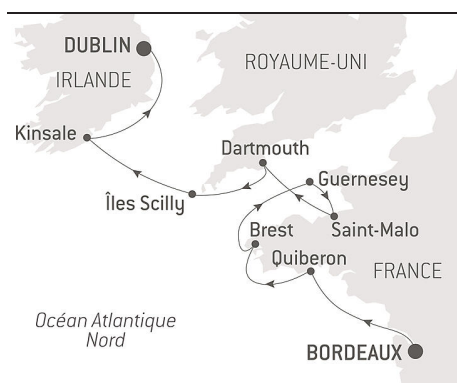 DUBLIN
IRLANDE
ROYAUME-UNI
Kinsale
Dartmouth
Guernesey
Îles Scilly
Saint-Malo
Brest
Quiberon
FRANCE
Océan Atlantique
Nord
BORDEAUX